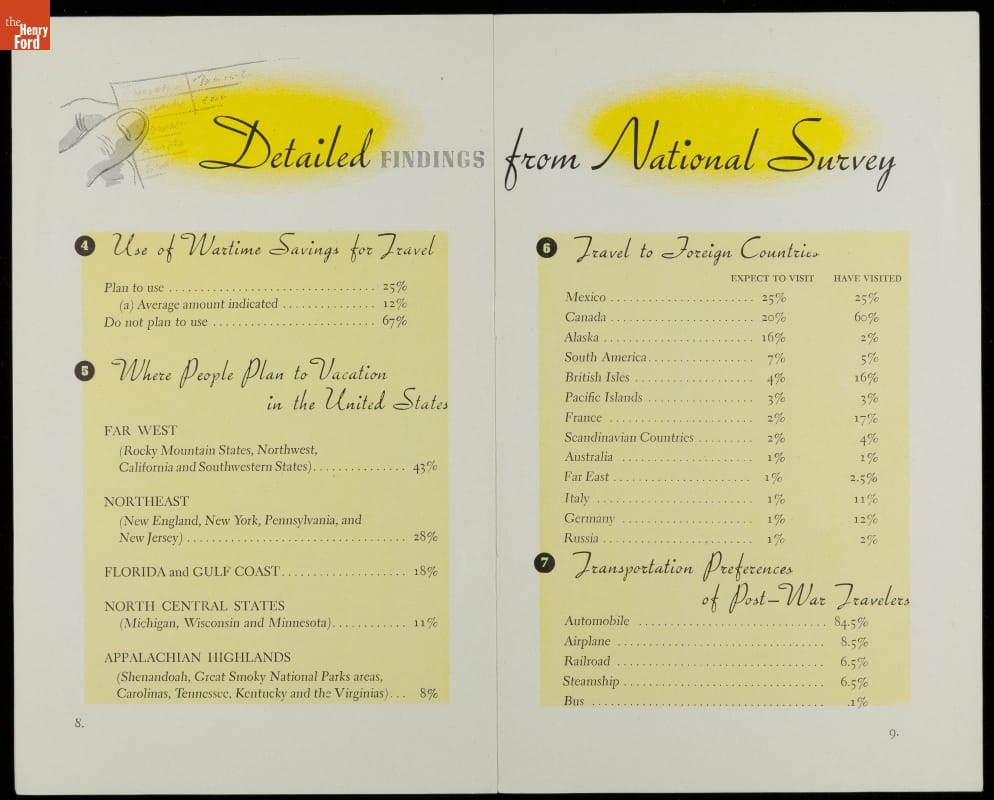 the
Henry
Ford
Detailed FINDINGS from National Survey
4 Use of Wartime Savings for Travel
Plan to use ................................ 25%
(a) Average amount indicated .............. 12%
Do not plan to use ......................... 67%
5 Where People Plan to Vacation
in the United States
FAR WEST
(Rocky Mountain States, Northwest,
California and Southwestern States)............... 43%
NORTHEAST
(New England, New York, Pennsylvania, and
New Jersey) .................................. 28%
FLORIDA and GULF COAST................... 18%
NORTH CENTRAL STATES
(Michigan, Wisconsin and Minnesota)............ 11%
APPALACHIAN HIGHLANDS
(Shenandoah, Great Smoky National Parks areas,
Carolinas, Tennessee, Kentucky and the Virginias)... 8%
8.
6 Travel to Foreign Countries
EXPECT TO VISIT HAVE VISITED
Mexico ....................... 25% 25%
Canada ....................... 20% 60%
Alaska ........................ 16% 2%
South America................. 7% 5%
British Isles ................... 4% 16%
Pacific Islands ................. 3% 3%
France ....................... 2% 17%
Scandinavian Countries ......... 2% 4%
Australia ..................... 1% 1%
Far East ...................... 1% 2.5%
Italy ......................... 1% 11%
Germany ..................... 1% 12%
Russia ........................ 1% 2%
7 Transportation Preferences
of Post-War Travelers
Automobile .............................. 84.5%
Airplane ................................. 8.5%
Railroad ................................. 6.5%
Steamship ................................ 6.5%
Bus ..................................... .1%
9.